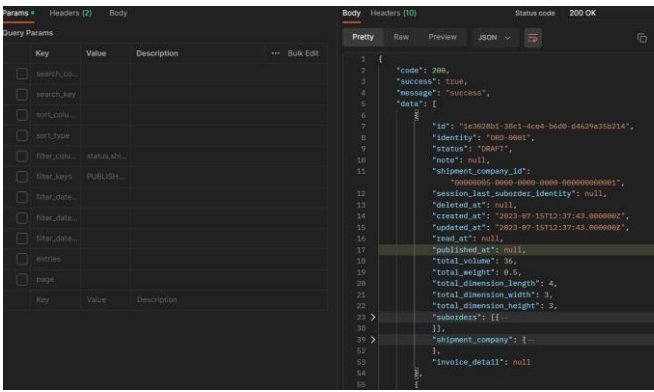 Params Headers (2) Body
Query Params
Key Value Description ••• Bulk Edit
search_co...
search_key
sort_colu...
sort_type
filter_colu... status,shi...
filter_keys PUBLISH...
filter_date...
filter_date...
filter_date...
entries
page
Key Value Description
Body Headers (10) Status code 200 OK
Pretty Raw Preview JSON
1 {
2 "code": 200,
3 "success": true,
4 "message": "success",
5 "data": [
6 {
7 "id": "1e3028b1-38c1-4ce4-b6d0-d4629a35b214",
8 "identity": "ORD-0001",
9 "status": "DRAFT",
10 "note": null,
11 "shipment_company_id":
"00000005-0000-0000-0000-000000000001",
12 "session_last_suborder_identity": null,
13 "deleted_at": null,
14 "created_at": "2023-07-15T12:37:43.000000Z",
15 "updated_at": "2023-07-15T12:37:43.000000Z",
16 "read_at": null,
17 "published_at": null,
18 "total_volume": 36,
19 "total_weight": 0.5,
20 "total_dimension_length": 4,
21 "total_dimension_width": 3,
22 "total_dimension_height": 3,
23 "suborders": [{
38 }],
39 "shipment_company": {
52 },
53 "invoice_detail": null
54 },
55 {